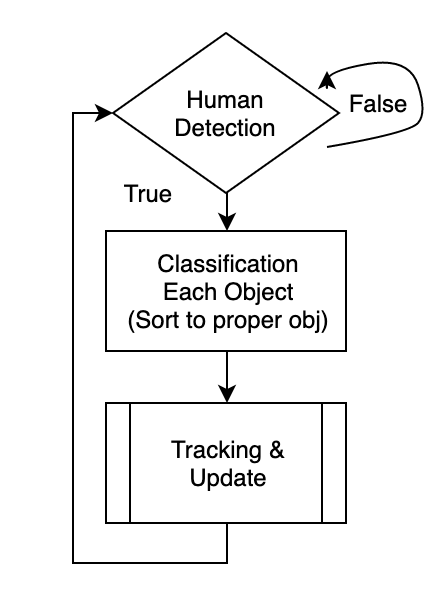 Human
Detection
False
True
Classification
Each Object
(Sort to proper obj)
Tracking &
Update